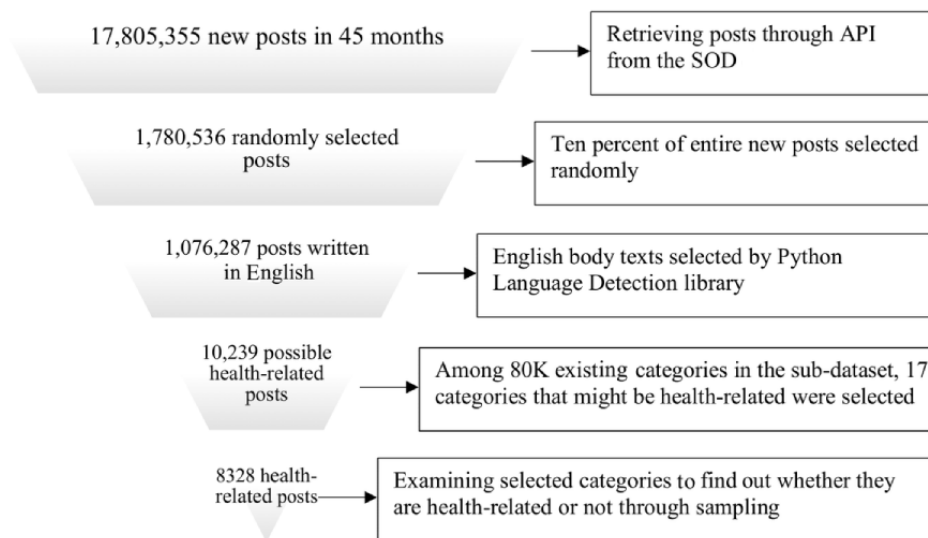 17,805,355 new posts in 45 months
Retrieving posts through API
from the SOD
1,780,536 randomly selected
posts
Ten percent of entire new posts selected
randomly
1,076,287 posts written
in English
English body texts selected by Python
Language Detection library
10,239 possible
health-related
posts
Among 80K existing categories in the sub-dataset, 17
categories that might be health-related were selected
8328 health-
related posts
Examining selected categories to find out whether they
are health-related or not through sampling